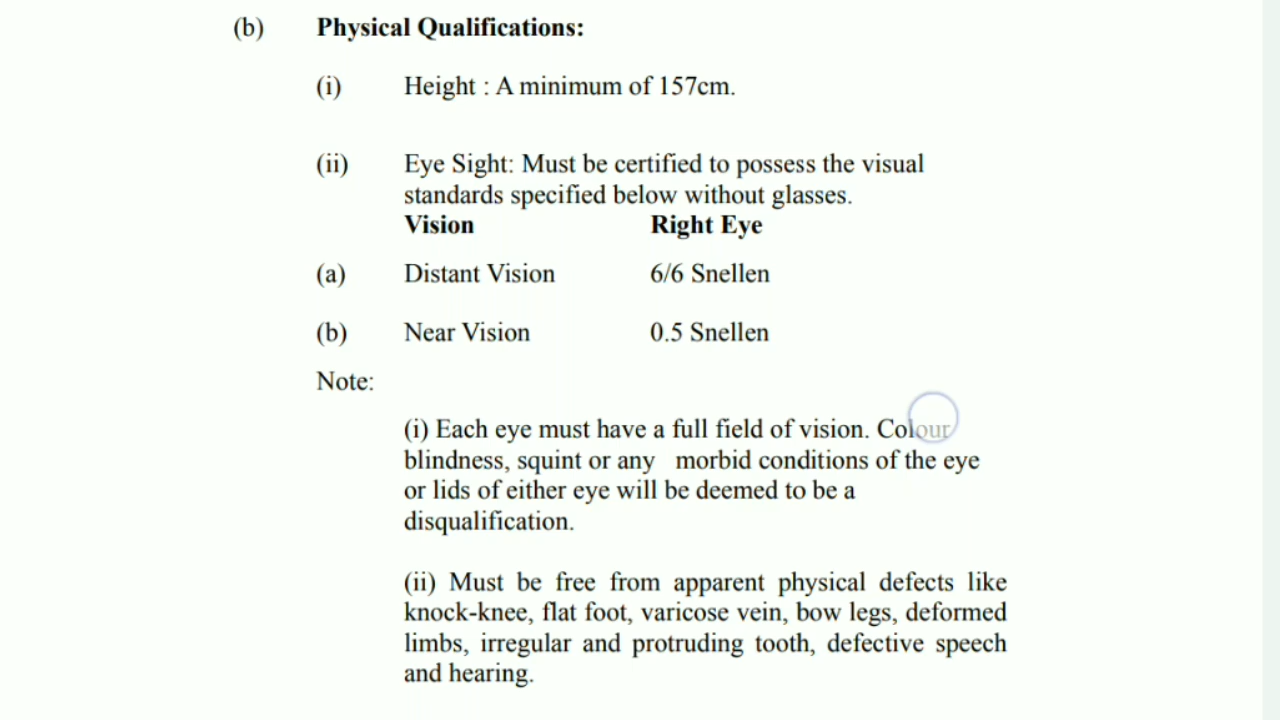 (b) Physical Qualifications:
(i) Height : A minimum of 157cm.
(ii) Eye Sight: Must be certified to possess the visual
standards specified below without glasses.
Vision Right Eye
(a) Distant Vision 6/6 Snellen
(b) Near Vision 0.5 Snellen
Note:
(i) Each eye must have a full field of vision. Colour
blindness, squint or any morbid conditions of the eye
or lids of either eye will be deemed to be a
disqualification.
(ii) Must be free from apparent physical defects like
knock-knee, flat foot, varicose vein, bow legs, deformed
limbs, irregular and protruding tooth, defective speech
and hearing.